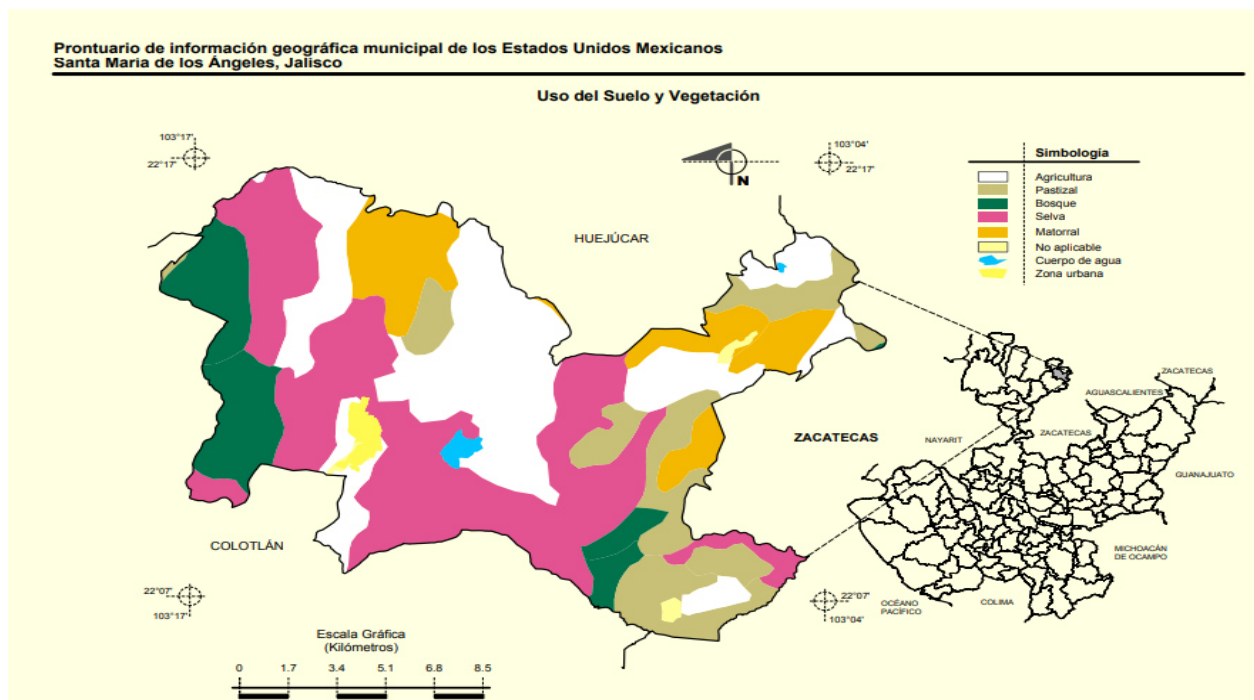 Prontuario de información geográfica municipal de los Estados Unidos Mexicanos
Santa María de los Ángeles, Jalisco
Uso del Suelo y Vegetación
103°17'
22°17'
103°04'
22°17'
N
Simbología
Agricultura
Pastizal
Bosque
Selva
Matorral
No aplicable
Cuerpo de agua
Zona urbana
HUEJÚCAR
ZACATECAS
COLOTLÁN
ZACATECAS
AGUASCALIENTES
NAYARIT
ZACATECAS
GUANAJUATO
MICHOACÁN
DE OCAMPO
COLIMA
OCÉANO
PACÍFICO
22°07'
103°17'
22°07'
103°04'
Escala Gráfica
(Kilómetros)
0 1.7 3.4 5.1 6.8 8.5